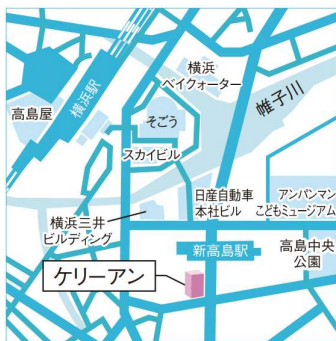 横浜
ベイクォーター
帷子川
横浜駅
高島屋
そごう
スカイビル
日産自動車
本社ビル
アンパンマン
こどもミュージアム
横浜三井
ビルディング
新高島駅
高島中央
公園
ケリーアン